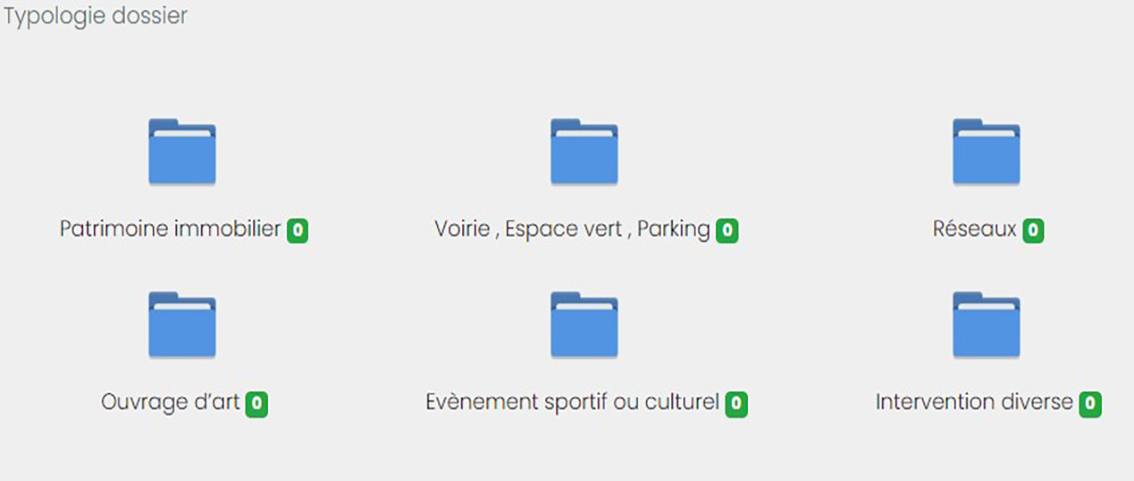 Typologie dossier
Patrimoine immobilier 0
Voirie , Espace vert , Parking 0
Réseaux 0
Ouvrage d'art 0
Evènement sportif ou culturel 0
Intervention diverse 0